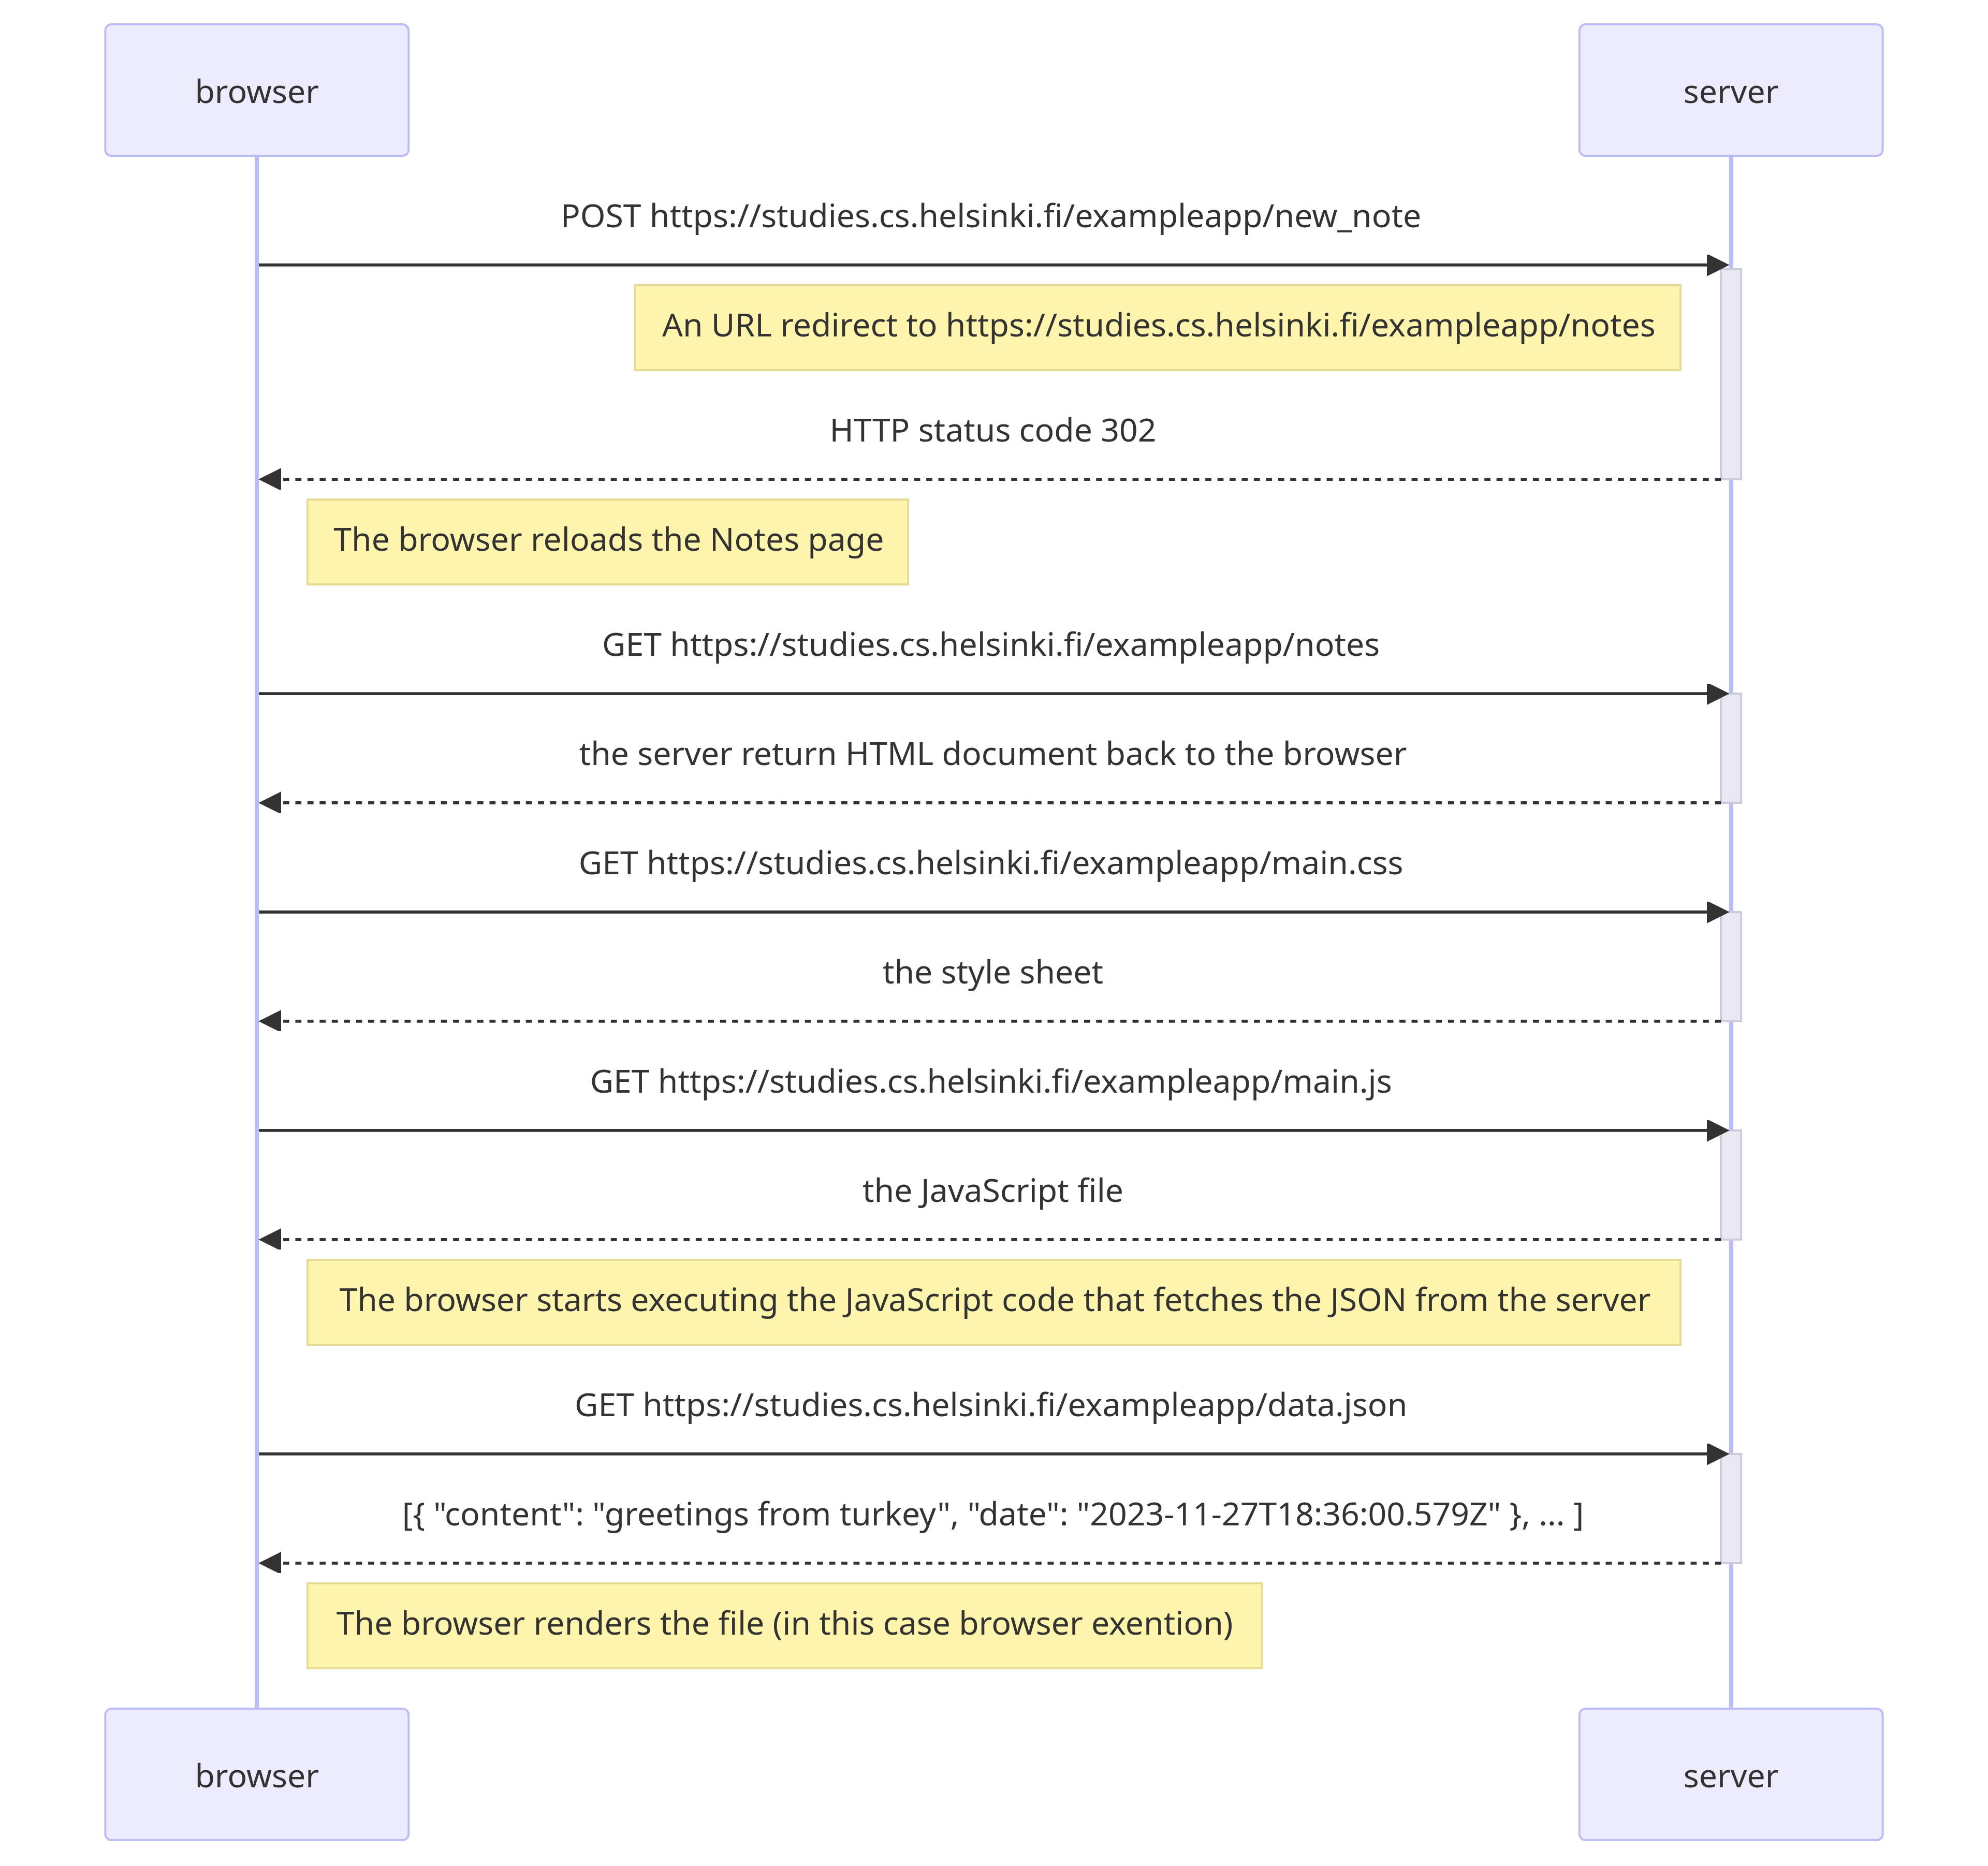 browser
server
POST https://studies.cs.helsinki.fi/exampleapp/new_note
An URL redirect to https://studies.cs.helsinki.fi/exampleapp/notes
HTTP status code 302
The browser reloads the Notes page
GET https://studies.cs.helsinki.fi/exampleapp/notes
the server return HTML document back to the browser
GET https://studies.cs.helsinki.fi/exampleapp/main.css
the style sheet
GET https://studies.cs.helsinki.fi/exampleapp/main.js
the JavaScript file
The browser starts executing the JavaScript code that fetches the JSON from the server
GET https://studies.cs.helsinki.fi/exampleapp/data.json
[{ "content": "greetings from turkey", "date": "2023-11-27T18:36:00.579Z" }, ... ]
The browser renders the file (in this case browser exention)
browser
server